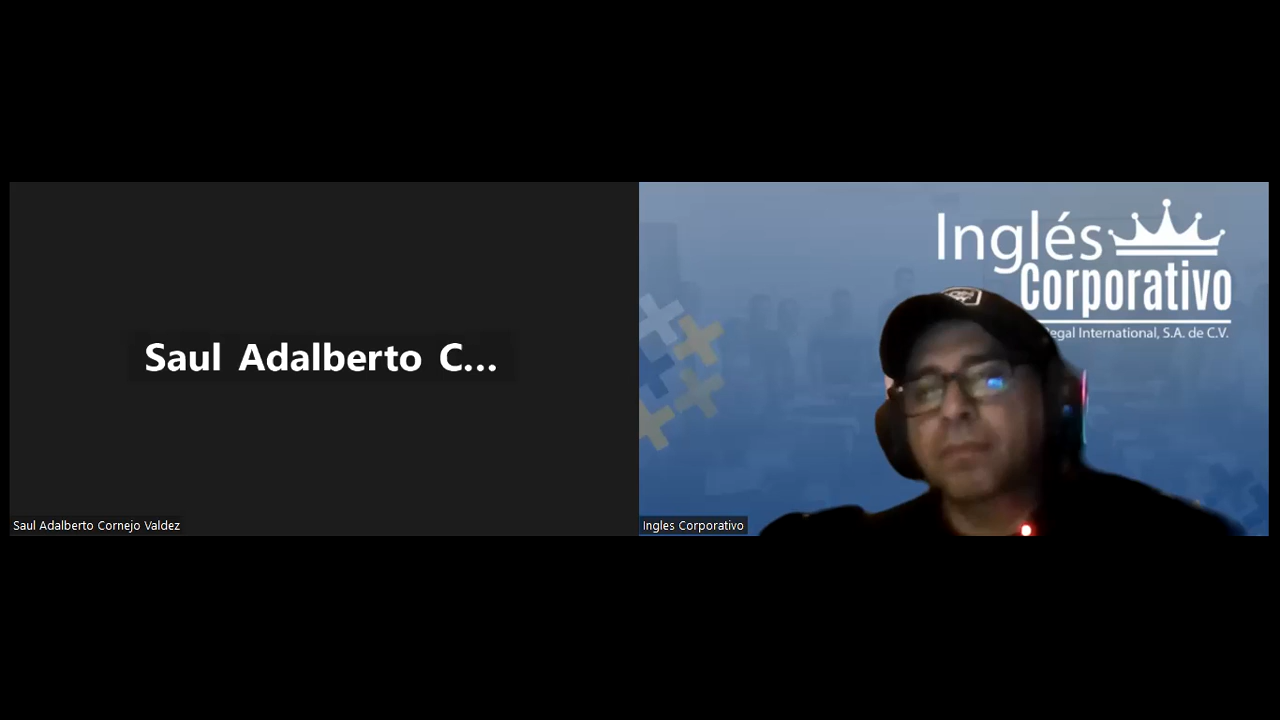 Saul Adalberto C...
Saul Adalberto Cornejo Valdez
Inglés
Corporativo
Regal International, S.A. de C.V.
Ingles Corporativo